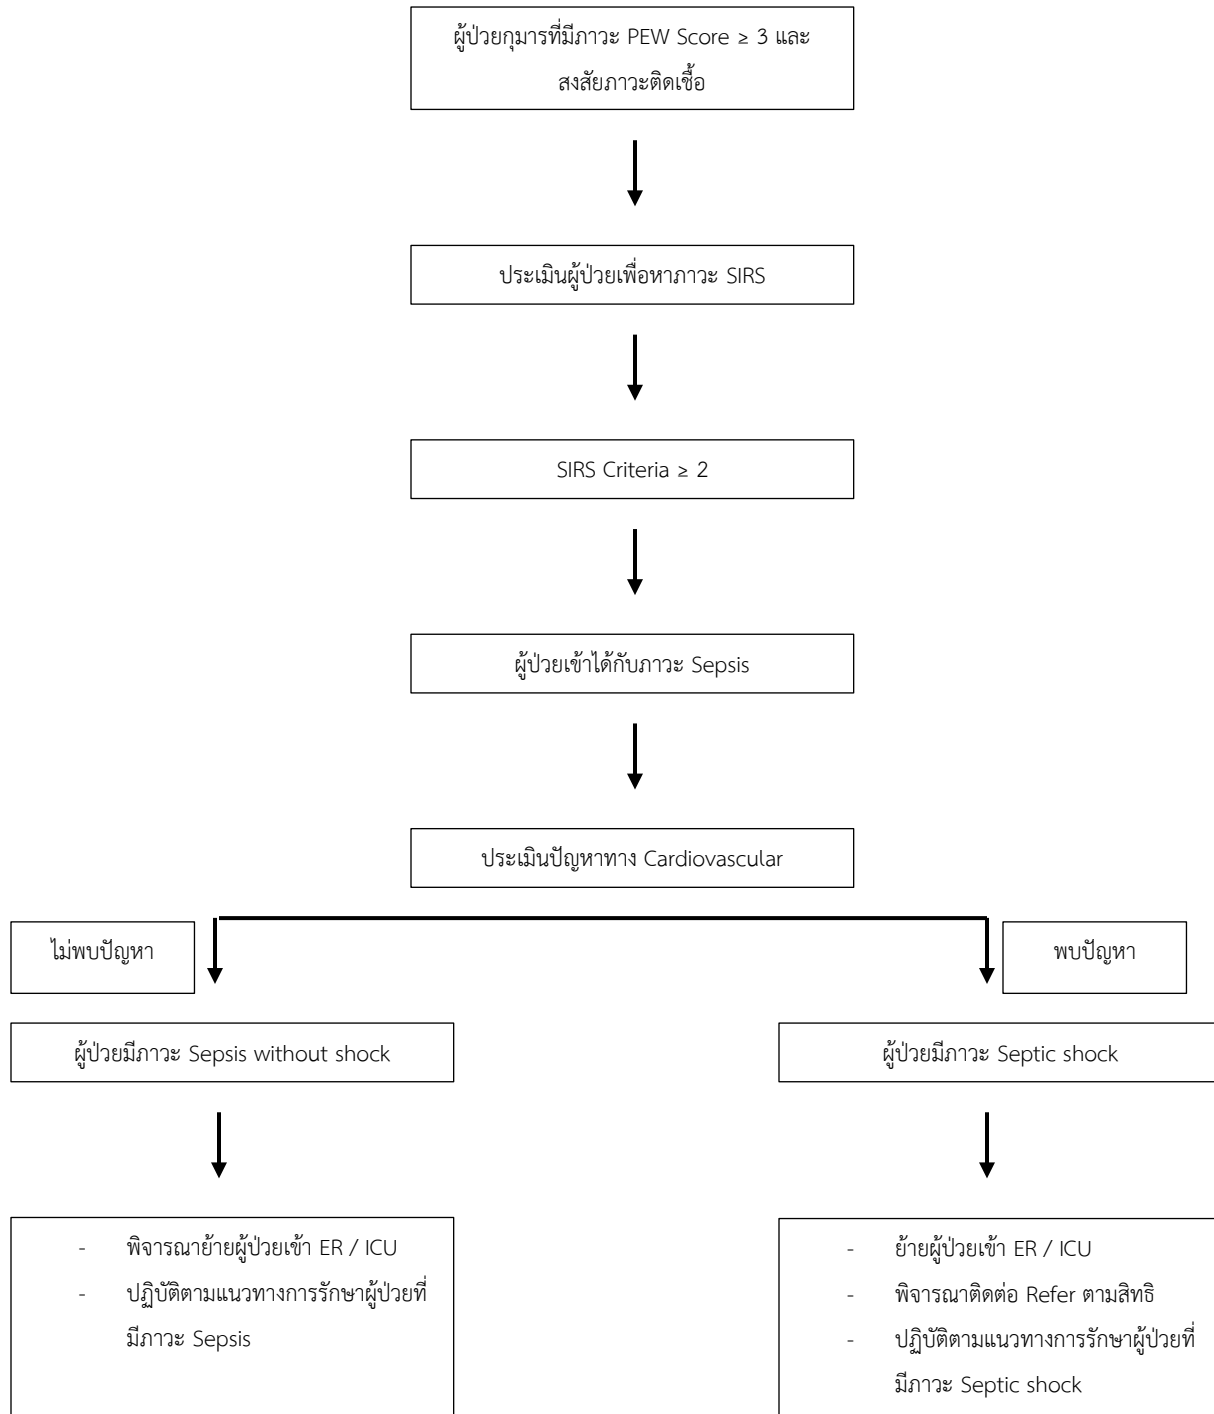 ผู้ป่วยกุมารที่มีภาวะ PEW Score ≥ 3 และ
สงสัยภาวะติดเชื้อ
ประเมินผู้ป่วยเพื่อหาภาวะ SIRS
SIRS Criteria ≥ 2
ผู้ป่วยเข้าได้กับภาวะ Sepsis
ประเมินปัญหาทาง Cardiovascular
ไม่พบปัญหา
พบปัญหา
ผู้ป่วยมีภาวะ Sepsis without shock
ผู้ป่วยมีภาวะ Septic shock
- พิจารณาย้ายผู้ป่วยเข้า ER / ICU
- ปฏิบัติตามแนวทางการรักษาผู้ป่วยที่
มีภาวะ Sepsis
- ย้ายผู้ป่วยเข้า ER / ICU
- พิจารณาติดต่อ Refer ตามสิทธิ
- ปฏิบัติตามแนวทางการรักษาผู้ป่วยที่
มีภาวะ Septic shock